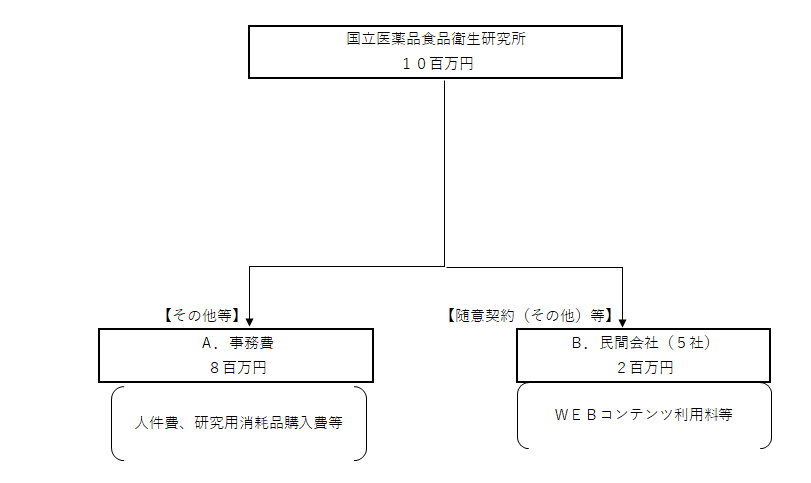 国立医薬品食品衛生研究所
１０百万円
【その他等】
【随意契約（その他）等】
Ａ．事務費
８百万円
Ｂ．民間会社（５社）
２百万円
人件費、研究用消耗品購入費等
ＷＥＢコンテンツ利用料等